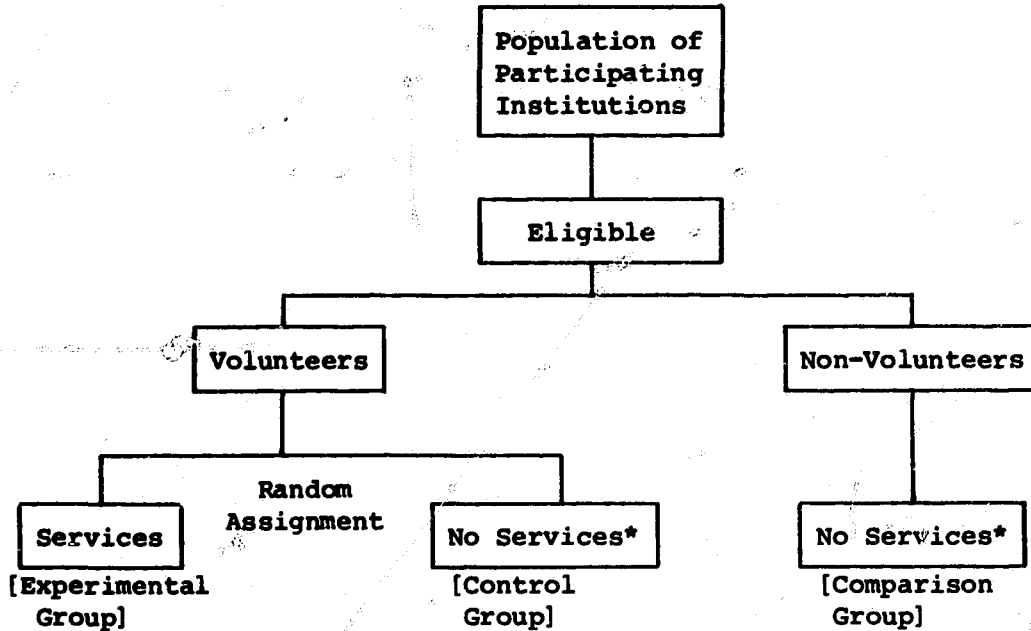 Population of
Participating
Institutions
Eligible
Volunteers
Non-Volunteers
Random
Assignment
Services
No Services*
No Services*
[Experimental
Group]
[Control
Group]
[Comparison
Group]